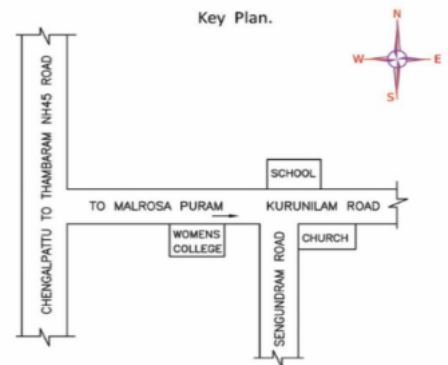 Key Plan.
N
W E
S
CHENGALPATTU TO THAMBARAM NH45 ROAD
SCHOOL
TO MALROSA PURAM
KURUNILAM ROAD
WOMENS
COLLEGE
SENGUNDRAM ROAD
CHURCH